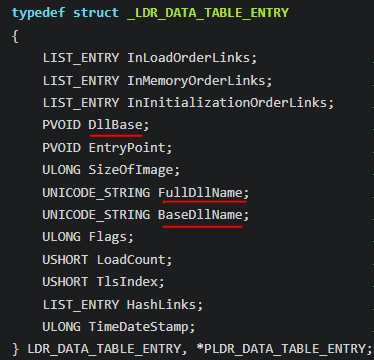 typedef struct _LDR_DATA_TABLE_ENTRY
{
LIST_ENTRY InLoadOrderLinks;
LIST_ENTRY InMemoryOrderLinks;
LIST_ENTRY InInitializationOrderLinks;
PVOID DllBase;
PVOID EntryPoint;
ULONG SizeOfImage;
UNICODE_STRING FullDllName;
UNICODE_STRING BaseDllName;
ULONG Flags;
USHORT LoadCount;
USHORT TlsIndex;
LIST_ENTRY HashLinks;
ULONG TimeDateStamp;
} LDR_DATA_TABLE_ENTRY, *PLDR_DATA_TABLE_ENTRY;